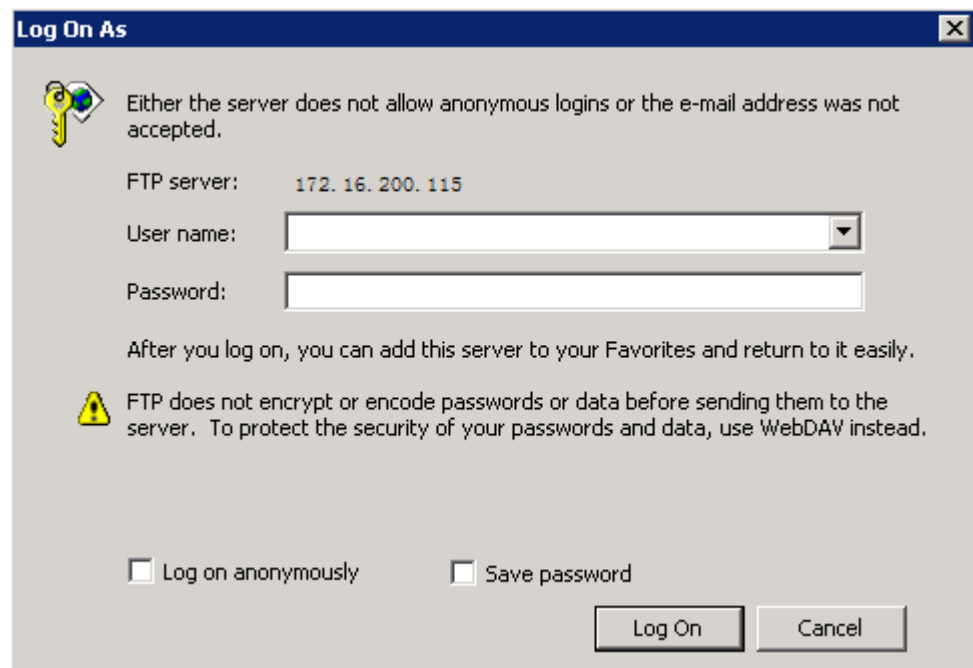 Log On As
Either the server does not allow anonymous logins or the e-mail address was not
accepted.
FTP server: 172. 16. 200. 115
User name:
Password:
After you log on, you can add this server to your Favorites and return to it easily.
FTP does not encrypt or encode passwords or data before sending them to the
server. To protect the security of your passwords and data, use WebDAV instead.
Log on anonymously Save password
Log On Cancel